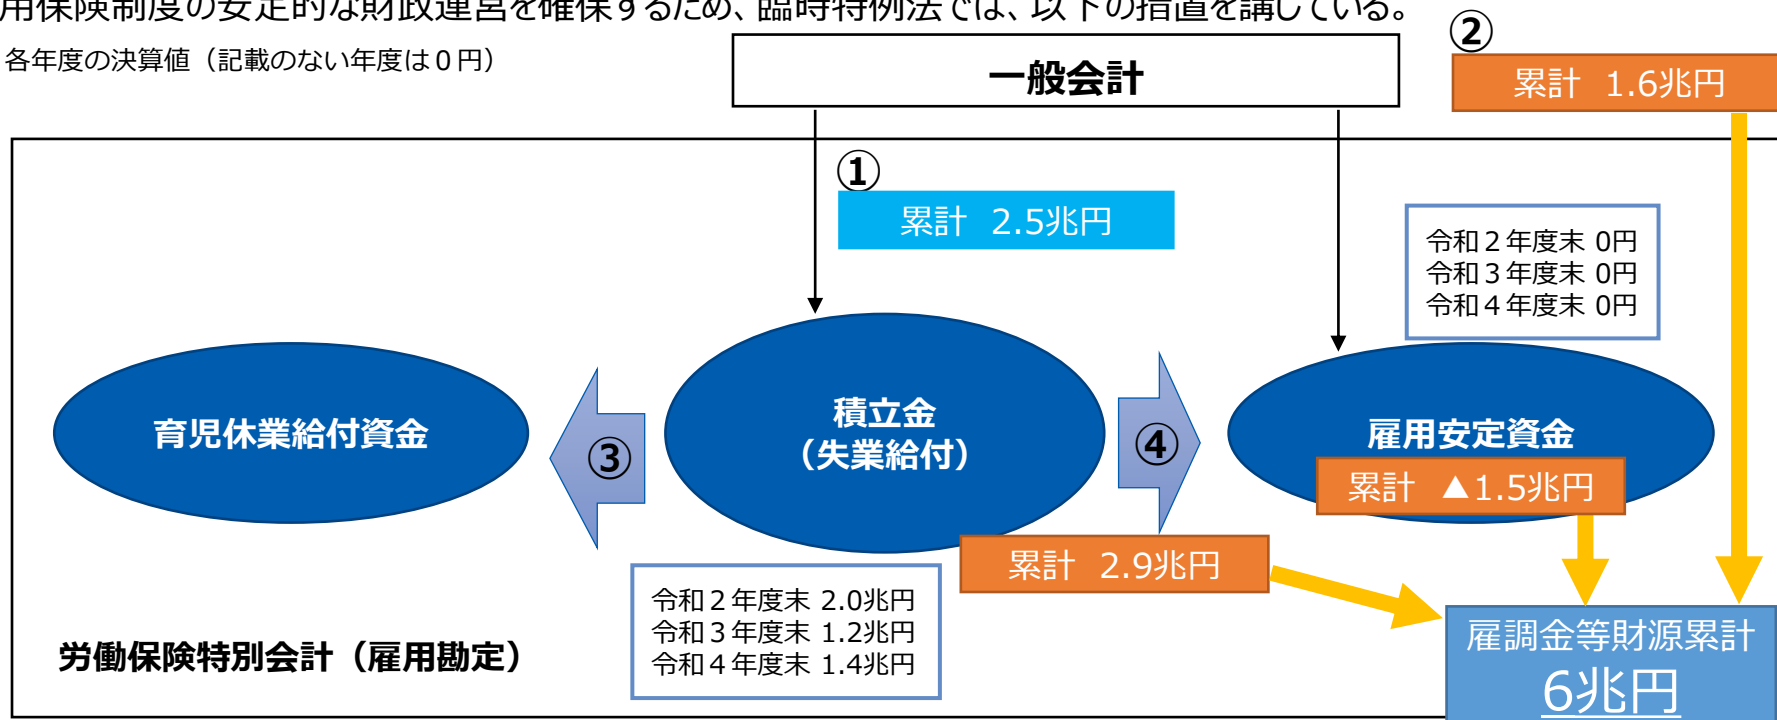 用保険制度の安定的な財政運営を確保するため、臨時特例法では、以下の措置を講じている。
各年度の決算値（記載のない年度は０円）
一般会計
②
累計　1.6兆円
①
累計　2.5兆円
令和２年度末 0円
令和３年度末 0円
令和４年度末 0円
育児休業給付資金
③
積立金
（失業給付）
④
雇用安定資金
累計　▲1.5兆円
累計　2.9兆円
令和２年度末 2.0兆円
令和３年度末 1.2兆円
令和４年度末 1.4兆円
労働保険特別会計（雇用勘定）
雇調金等財源累計
6兆円